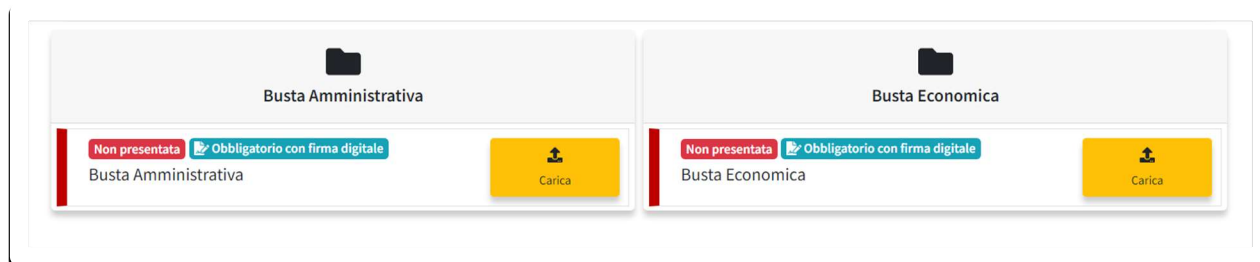 Busta Amministrativa
Non presentata Obbligatorio con firma digitale
Busta Amministrativa
Carica
Busta Economica
Non presentata Obbligatorio con firma digitale
Busta Economica
Carica